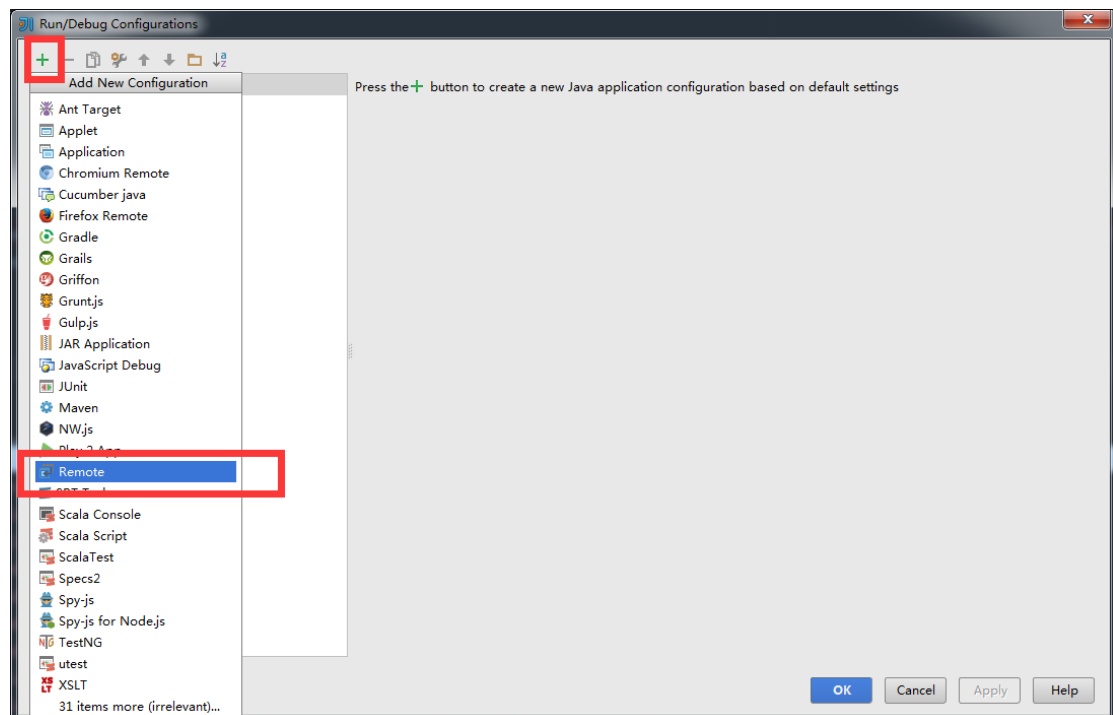 Run/Debug Configurations
Add New Configuration
Press the + button to create a new Java application configuration based on default settings
Ant Target
Applet
Application
Chromium Remote
Cucumber java
Firefox Remote
Gradle
Grails
Griffon
Grunt.js
Gulp.js
JAR Application
JavaScript Debug
JUnit
Maven
NW.js
Play 2 App
Remote
Scala Console
Scala Script
ScalaTest
Specs2
Spy-js
Spy-js for Node.js
TestNG
utest
XSLT
31 items more (irrelevant)...
OK Cancel Apply Help